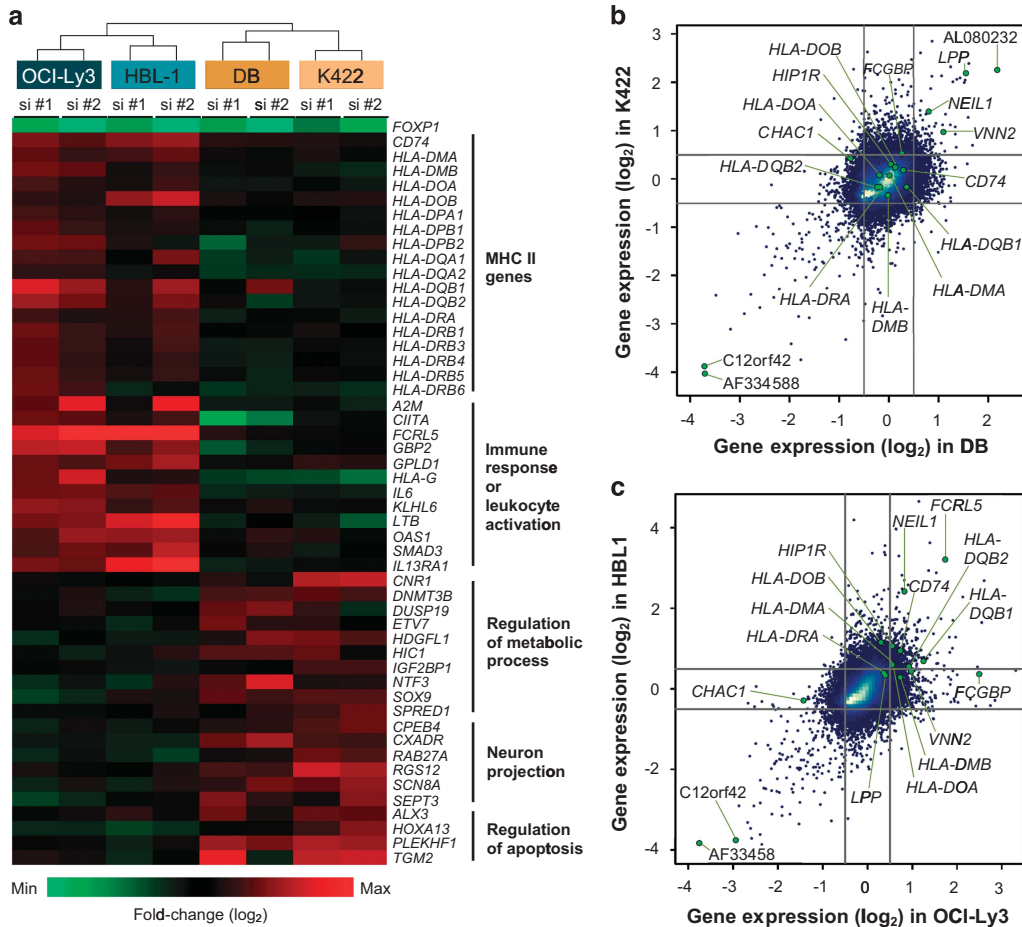 a
OCI-Ly3 HBL-1 DB K422
si #1 si #2 si #1 si #2 si #1 si #2 si #1 si #2
FOXP1
CD74
HLA-DMA
HLA-DMB
HLA-DOA
HLA-DOB
HLA-DPA1
HLA-DPB1
HLA-DPB2
HLA-DQA1
HLA-DQA2
HLA-DQB1
HLA-DQB2
HLA-DRA
HLA-DRB1
HLA-DRB3
HLA-DRB4
HLA-DRB5
HLA-DRB6
A2M
CIITA
FCRL5
GBP2
GPLD1
HLA-G
IL6
KLHL6
LTB
OAS1
SMAD3
IL13RA1
CNR1
DNMT3B
DUSP19
ETV7
HDGFL1
HIC1
IGF2BP1
NTF3
SOX9
SPRED1
CPEB4
CXADR
RAB27A
RGS12
SCN8A
SEPT3
ALX3
HOXA13
PLEKHF1
TGM2
MHC II
genes
Immune
response
or
leukocyte
activation
Regulation
of metabolic
process
Neuron
projection
Regulation
of apoptosis
Min Max
Fold-change (log2)
b
Gene expression (log2) in K422
3
2
1
0
-1
-2
-3
-4
HLA-DOB
HIP1R
HLA-DOA
CHAC1
HLA-DQB2
FCGBP
AL080232
LPP
NEIL1
VNN2
CD74
HLA-DQB1
HLA-DMA
HLA-DRA
HLA-
DMB
C12orf42
AF334588
-4 -3 -2 -1 0 1 2
Gene expression (log2) in DB
c
Gene expression (log2) in HBL1
4
2
0
-2
-4
FCRL5
NEIL1
HLA-
DQB2
HIP1R
HLA-DOB
CD74
HLA-
DQB1
HLA-DMA
HLA-DRA
CHAC1
FCGBP
VNN2
HLA-DMB
HLA-DOA
LPP
C12orf42
AF33458
-4 -3 -2 -1 0 1 2 3
Gene expression (log2) in OCI-Ly3